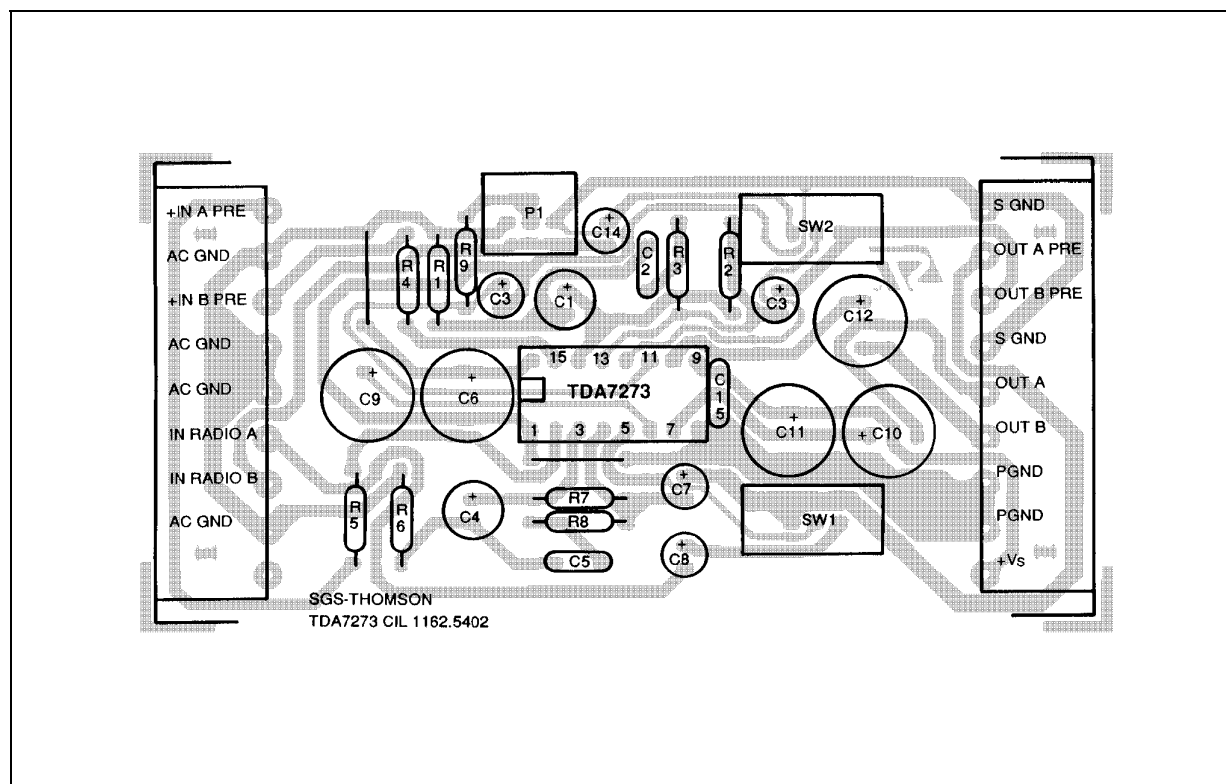 +IN A PRE
AC GND
+IN B PRE
AC GND
AC GND
IN RADIO A
IN RADIO B
AC GND
P1
C14
SW2
R4
R1
R9
C3
C1
C2
R3
R2
C3
C12
C9
C6
15 13 11 9
TDA7273
1 3 5 7
C15
C11
C10
R5
R6
C4
R7
R8
C5
C7
C8
SW1
S GND
OUT A PRE
OUT B PRE
S GND
OUT A
OUT B
PGND
PGND
+Vs
SGS-THOMSON
TDA7273 CIL 1162.5402